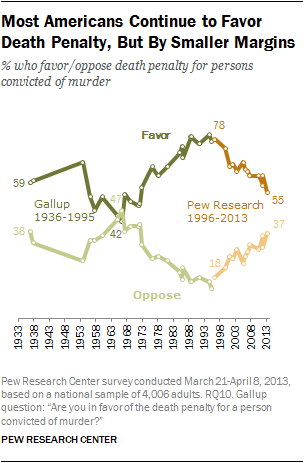 Most Americans Continue to Favor
Death Penalty, But By Smaller Margins
% who favor/oppose death penalty for persons
convicted of murder
Favor
78
59
47
Gallup
1936-1995
Pew Research
1996-2013
55
38
42
37
18
Oppose
1933
1938
1943
1948
1953
1958
1963
1968
1973
1978
1983
1988
1993
1998
2003
2008
2013
Pew Research Center survey conducted March 21-April 8, 2013,
based on a national sample of 4,006 adults. RQ10. Gallup
question: “Are you in favor of the death penalty for a person
convicted of murder?”
PEW RESEARCH CENTER